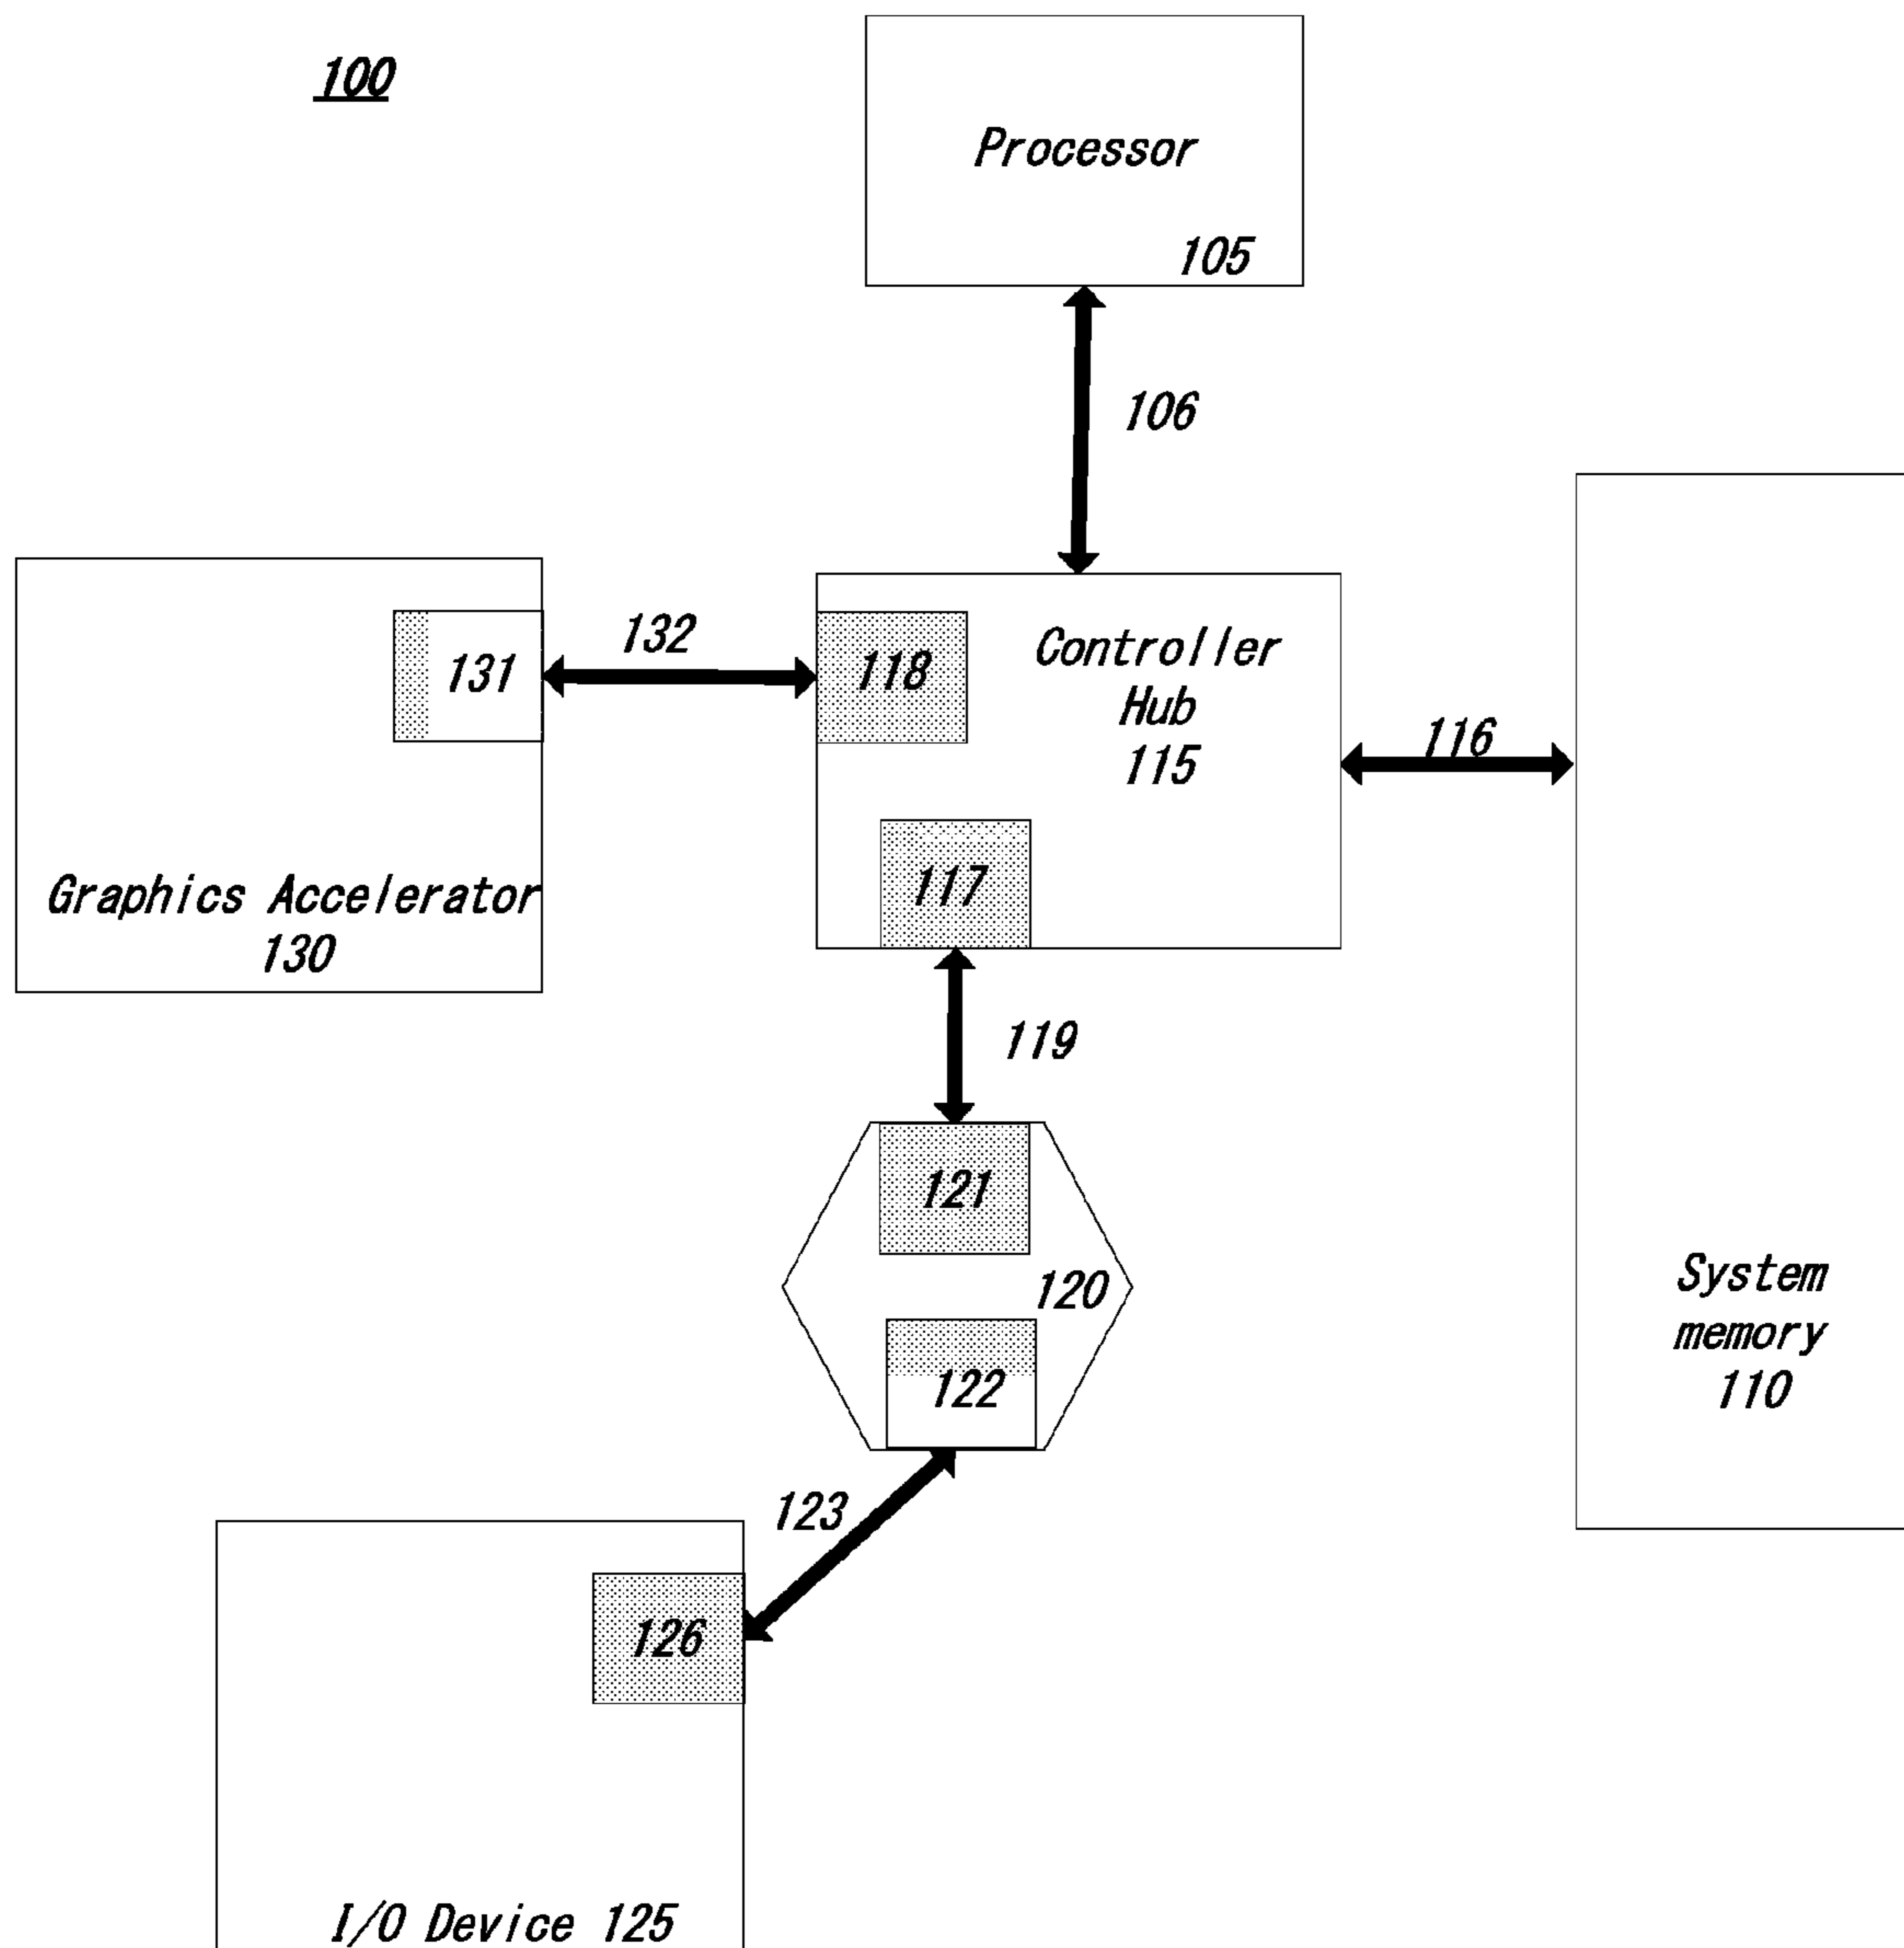 100
Processor
105
106
132
131
118
Controller
Hub
115
116
117
Graphics Accelerator
130
119
121
120
122
System
memory
110
123
126
I/O Device 125